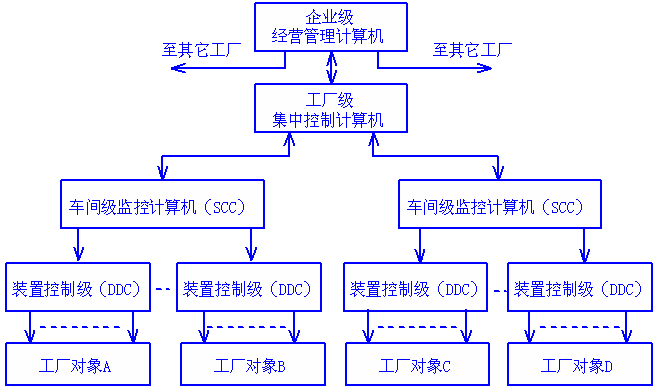 企业级
经营管理计算机
至其它工厂
至其它工厂
工厂级
集中控制计算机
车间级监控计算机（SCC）
车间级监控计算机（SCC）
装置控制级（DDC）
装置控制级（DDC）
装置控制级（DDC）
装置控制级（DDC）
工厂对象A
工厂对象B
工厂对象C
工厂对象D